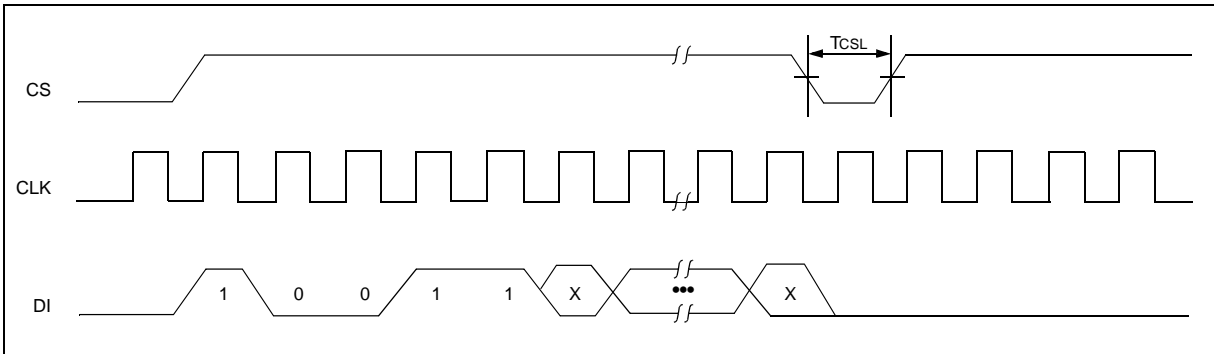 TCSL
CS
CLK
DI
1 0 0 1 1 X ••• X